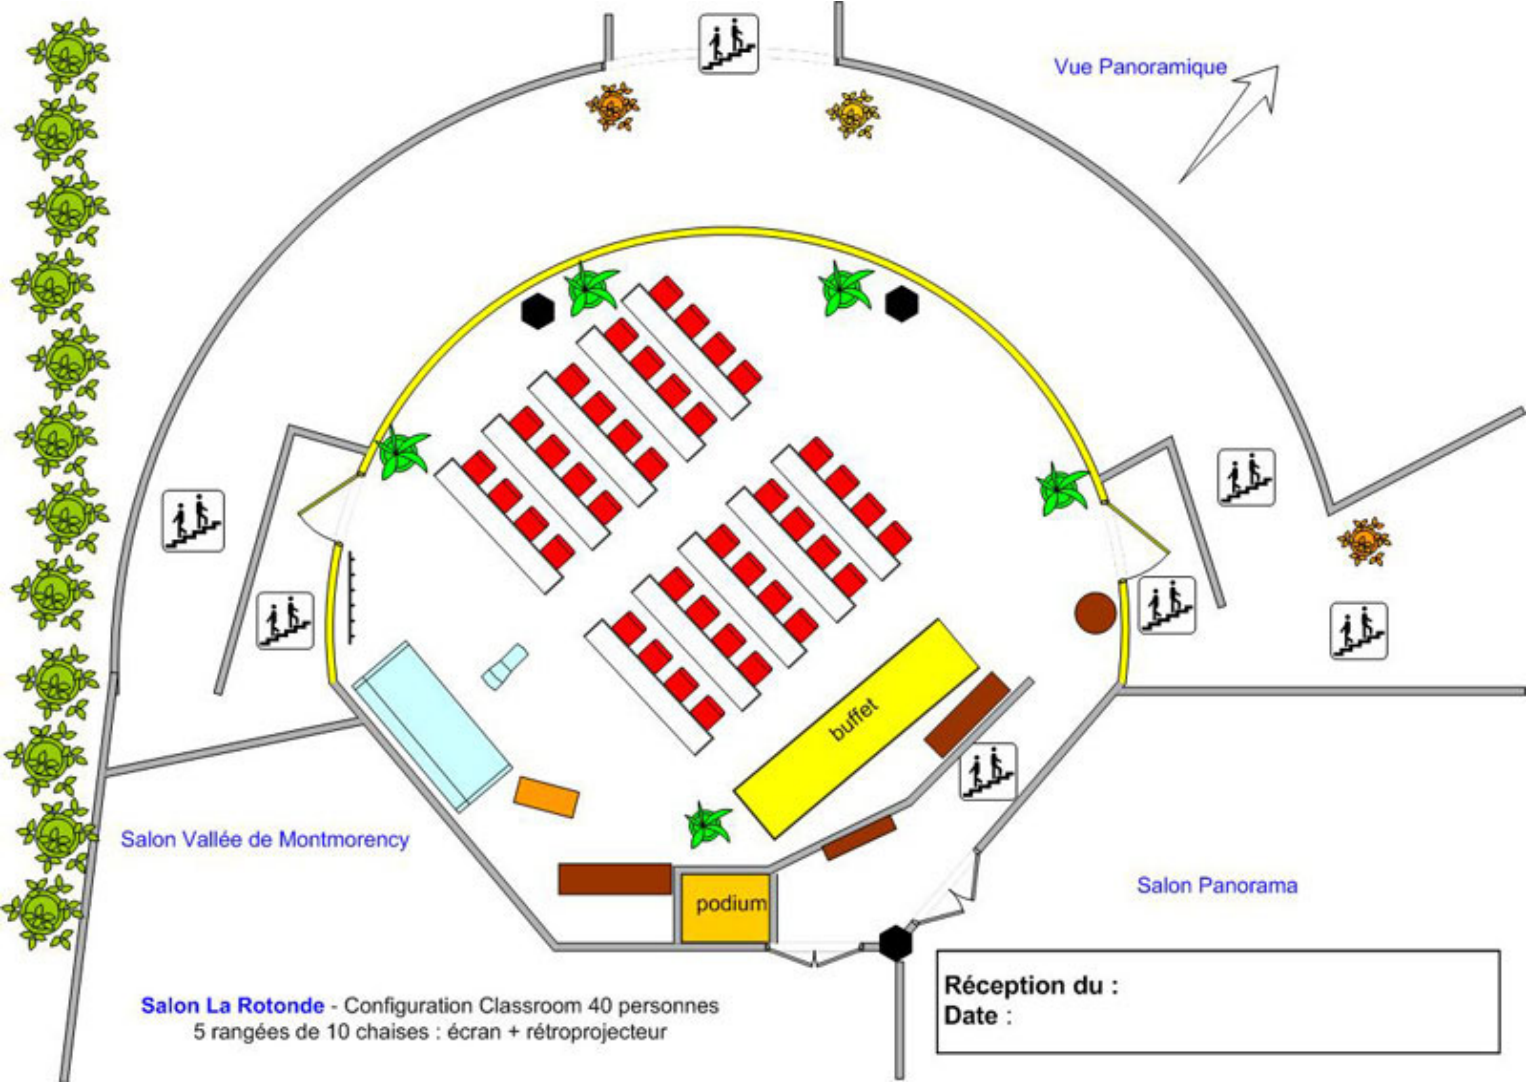 Vue Panoramique
buffet
Salon Vallée de Montmorency
podium
Salon Panorama
Salon La Rotonde - Configuration Classroom 40 personnes
5 rangées de 10 chaises : écran + rétroprojecteur
Réception du :
Date :